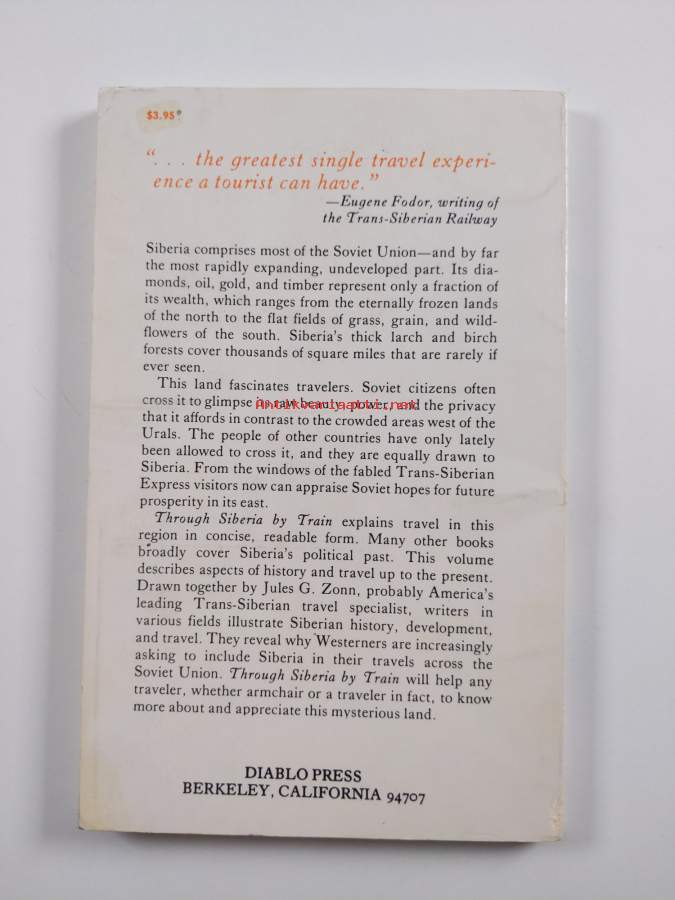 $3.95
". . . the greatest single travel experi-
ence a tourist can have."
—Eugene Fodor, writing of
the Trans-Siberian Railway
Siberia comprises most of the Soviet Union—and by far
the most rapidly expanding, undeveloped part. Its dia-
monds, oil, gold, and timber represent only a fraction of
its wealth, which ranges from the eternally frozen lands
of the north to the flat fields of grass, grain, and wild-
flowers of the south. Siberia's thick larch and birch
forests cover thousands of square miles that are rarely if
ever seen.
This land fascinates travelers. Soviet citizens often
cross it to glimpse its raw beauty, power, and the privacy
that it affords in contrast to the crowded areas west of the
Urals. The people of other countries have only lately
been allowed to cross it, and they are equally drawn to
Siberia. From the windows of the fabled Trans-Siberian
Express visitors now can appraise Soviet hopes for future
prosperity in its east.
Through Siberia by Train explains travel in this
region in concise, readable form. Many other books
broadly cover Siberia's political past. This volume
describes aspects of history and travel up to the present.
Drawn together by Jules G. Zonn, probably America's
leading Trans-Siberian travel specialist, writers in
various fields illustrate Siberian history, development,
and travel. They reveal why Westerners are increasingly
asking to include Siberia in their travels across the
Soviet Union. Through Siberia by Train will help any
traveler, whether armchair or a traveler in fact, to know
more about and appreciate this mysterious land.
DIABLO PRESS
BERKELEY, CALIFORNIA 94707